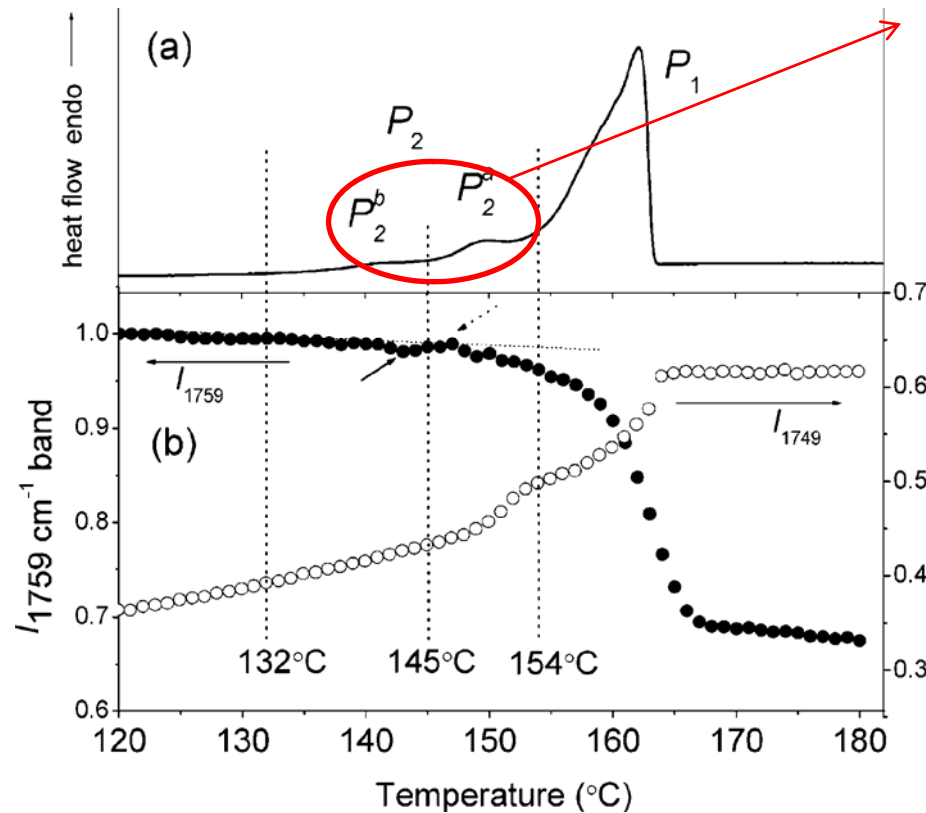 (a)
P₁
P₂
P₂ᵃ
P₂ᵇ
heat flow endo
0.7
1.0
0.6
I₁₇₅₉
I₁₇₄₉
0.9
(b)
0.5
0.8
0.4
0.7
132°C 145°C 154°C
0.3
0.6
I1759 cm⁻¹ band
120 130 140 150 160 170 180
Temperature (°C)